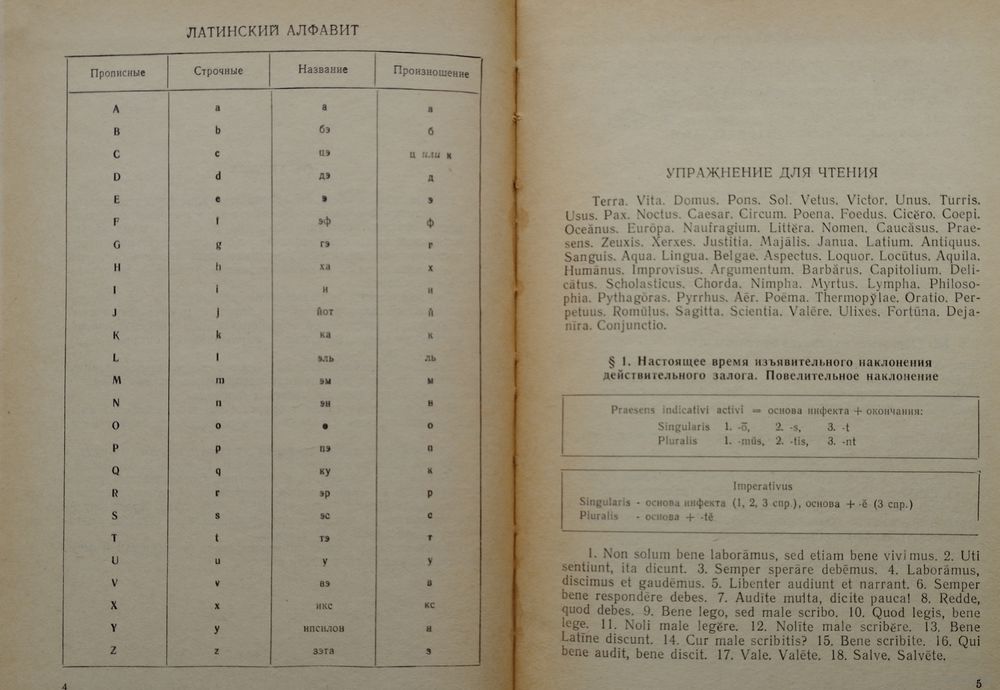 ЛАТИНСКИЙ АЛФАВИТ
Прописные Строчные Название Произношение
A a а а
B b бэ б
C c цэ ц или к
D d дэ д
E e э э
F f эф ф
G g гэ г
H h ха х
I i и и
J j йот й
K k ка к
L l эль ль
M m эм м
N n эн н
O o о о
P p пэ п
Q q ку к
R r эр р
S s эс с
T t тэ т
U u у у
V v вэ в
X x икс кс
Y y ипсилон и
Z z зэта з
4
УПРАЖНЕНИЕ ДЛЯ ЧТЕНИЯ
Terra. Vita. Domus. Pons. Sol. Vetus. Victor. Unus. Turris.
Usus. Pax. Noctus. Caesar. Circum. Poena. Foedus. Cicĕro. Coepi.
Oceănus. Eurōpa. Naufragium. Littĕra. Nomen. Caucăsus. Prae-
sens. Zeuxis. Xerxes. Justitia. Majālis. Janua. Latium. Antiquus.
Sanguis. Aqua. Lingua. Belgae. Aspectus. Loquor. Locūtus. Aquila.
Humānus. Improvisus. Argumentum. Barbărus. Capitolium. Deli-
cātus. Scholasticus. Chorda. Nimpha. Myrtus. Lympha. Philoso-
phia. Pythagŏras. Pyrrhus. Aër. Poëma. Thermopy̆lae. Oratio. Per-
petuus. Romŭlus. Sagitta. Scientia. Valēre. Ulixes. Fortūna. Deja-
nīra. Conjunctio.
§ 1. Настоящее время изъявительного наклонения
действительного залога. Повелительное наклонение
Praesens indicativi activi = основа инфекта + окончания:
Singularis 1. -ō, 2. -s, 3. -t
Pluralis 1. -mŭs, 2. -tis, 3. -nt
Imperativus
Singularis - основа инфекта (1, 2, 3 спр.), основа + -ĕ (3 спр.)
Pluralis - основа + -tĕ
1. Non solum bene laborāmus, sed etiam bene vivimus. 2. Uti
sentiunt, ita dicunt. 3. Semper sperāre debēmus. 4. Laborāmus,
discimus et gaudēmus. 5. Libenter audiunt et narrant. 6. Semper
bene respondēre debes. 7. Audīte multa, dicite pauca! 8. Redde,
quod debes. 9. Bene lego, sed male scribo. 10. Quod legis, bene
lege. 11. Noli male legĕre. 12. Nolīte male scribĕre. 13. Bene
Latīne discunt. 14. Cur male scribitis? 15. Bene scribite. 16. Qui
bene audit, bene discit. 17. Vale. Valēte. 18. Salve. Salvēte.
5